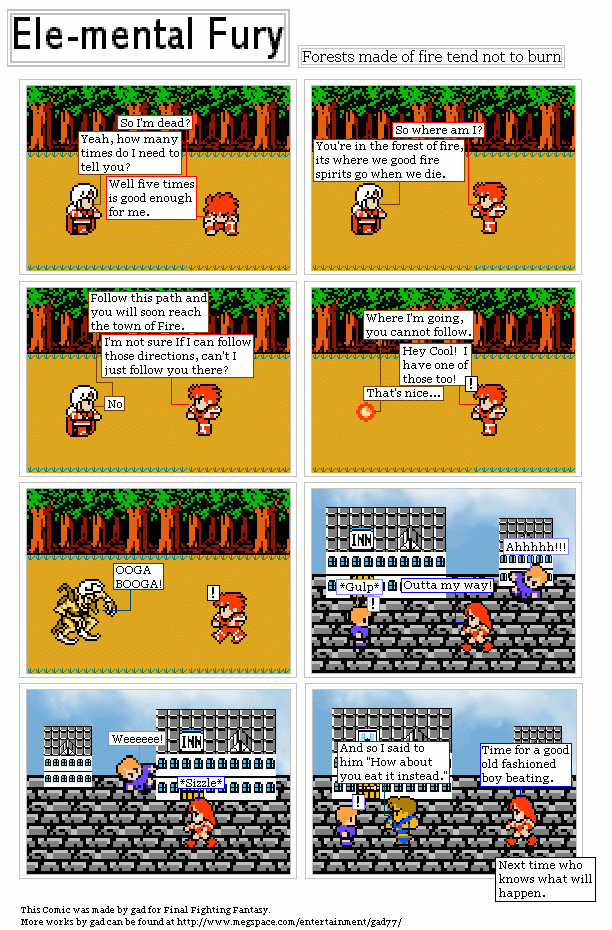 Ele-mental Fury
Forests made of fire tend not to burn
So I'm dead?
Yeah, how many
times do I need to
tell you?
Well five times
is good enough
for me.
So where am I?
You're in the forest of fire,
its where we good fire
spirits go when we die.
Follow this path and
you will soon reach
the town of Fire.
I'm not sure If I can follow
those directions, can't I
just follow you there?
No
Where I'm going,
you cannot follow.
Hey Cool! I
have one of
those too!
!
That's nice...
OOGA
BOOGA!
!
INN
Ahhhhh!!!
*Gulp*
Outta my way!
!
Weeeeee!
INN
*Sizzle*
And so I said to
him "How about
you eat it instead."
!
Time for a good
old fashioned
boy beating.
Next time who
knows what will
happen.
This Comic was made by gad for Final Fighting Fantasy.
More works by gad can be found at http://www.megspace.com/entertainment/gad77/